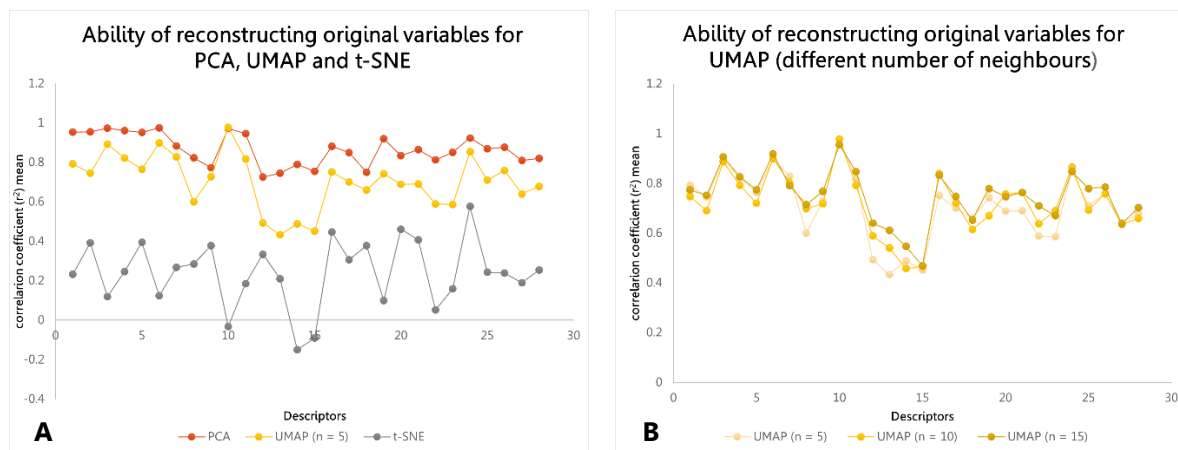 Ability of reconstructing original variables for
PCA, UMAP and t-SNE
correlarion coefficient (r²) mean
1.2
1
0.8
0.6
0.4
0.2
0
-0.2
-0.4
0
5
10
15
20
25
30
Descriptors
A
PCA
UMAP (n = 5)
t-SNE
Ability of reconstructing original variables for
UMAP (different number of neighbours)
correlarion coefficient (r²) mean
1.2
1
0.8
0.6
0.4
0.2
0
0
5
10
15
20
25
30
Descriptors
B
UMAP (n = 5)
UMAP (n = 10)
UMAP (n = 15)